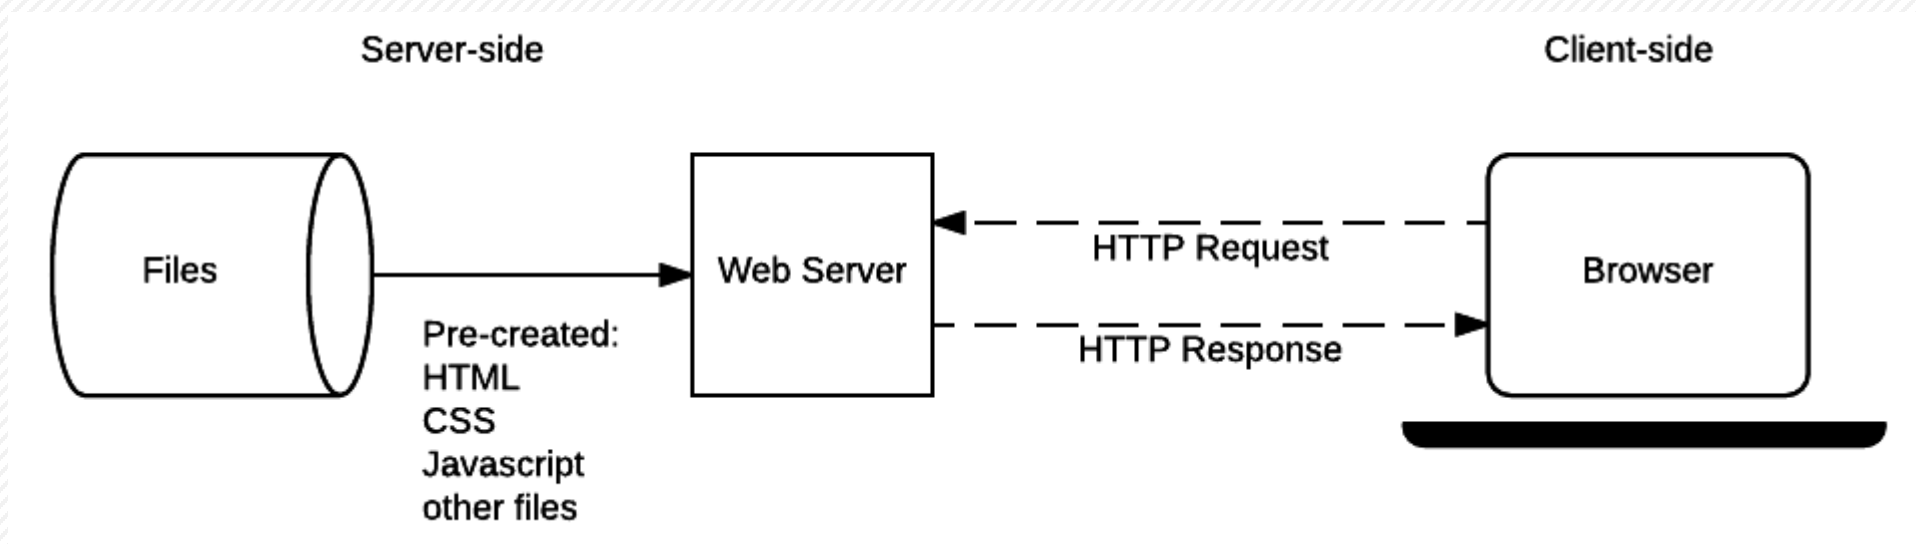 Server-side
Client-side
Files
Pre-created:
HTML
CSS
Javascript
other files
Web Server
HTTP Request
HTTP Response
Browser